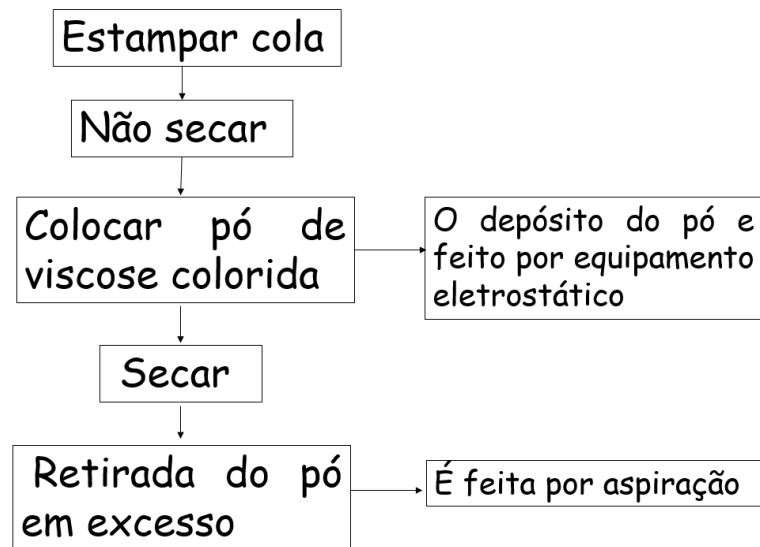 Estampar cola
Não secar
Colocar pó de
viscose colorida
O depósito do pó e
feito por equipamento
eletrostático
Secar
Retirada do pó
em excesso
É feita por aspiração